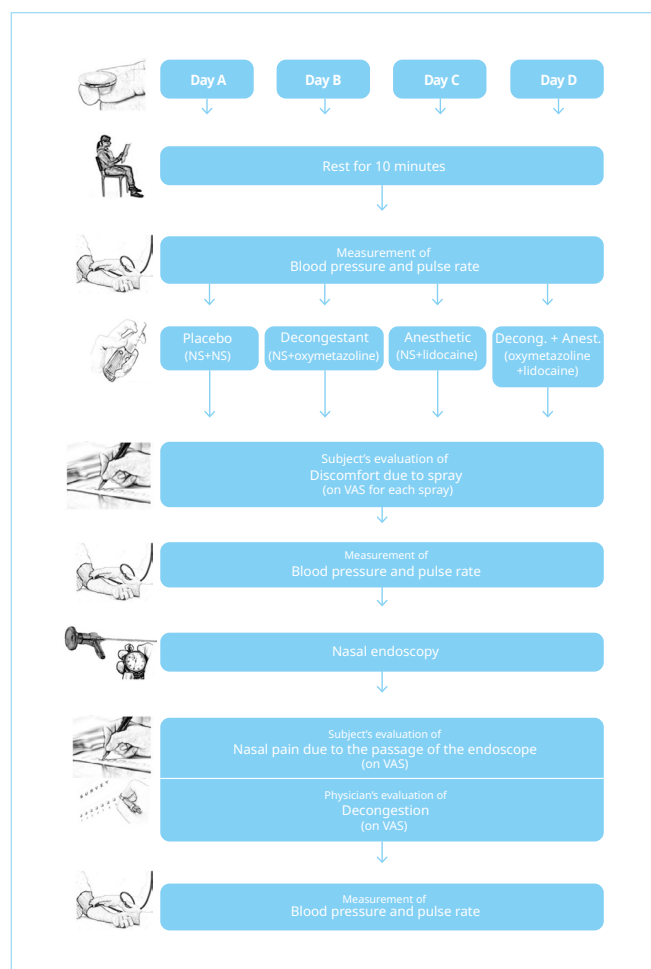 Day A
Day B
Day C
Day D
Rest for 10 minutes
Measurement of
Blood pressure and pulse rate
Placebo
(NS+NS)
Decongestant
(NS+oxymetazoline)
Anesthetic
(NS+lidocaine)
Decong. + Anest.
(oxymetazoline
+lidocaine)
Subject's evaluation of
Discomfort due to spray
(on VAS for each spray)
Measurement of
Blood pressure and pulse rate
Nasal endoscopy
Subject's evaluation of
Nasal pain due to the passage of the endoscope
(on VAS)
SURVEY
Physician's evaluation of
Decongestion
(on VAS)
Measurement of
Blood pressure and pulse rate